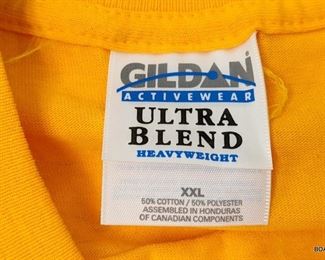 GILDAN
ACTIVEWEAR
ULTRA
BLEND
HEAVYWEIGHT
XXL
50% COTTON / 50% POLYESTER
ASSEMBLED IN HONDURAS
OF CANADIAN COMPONENTS